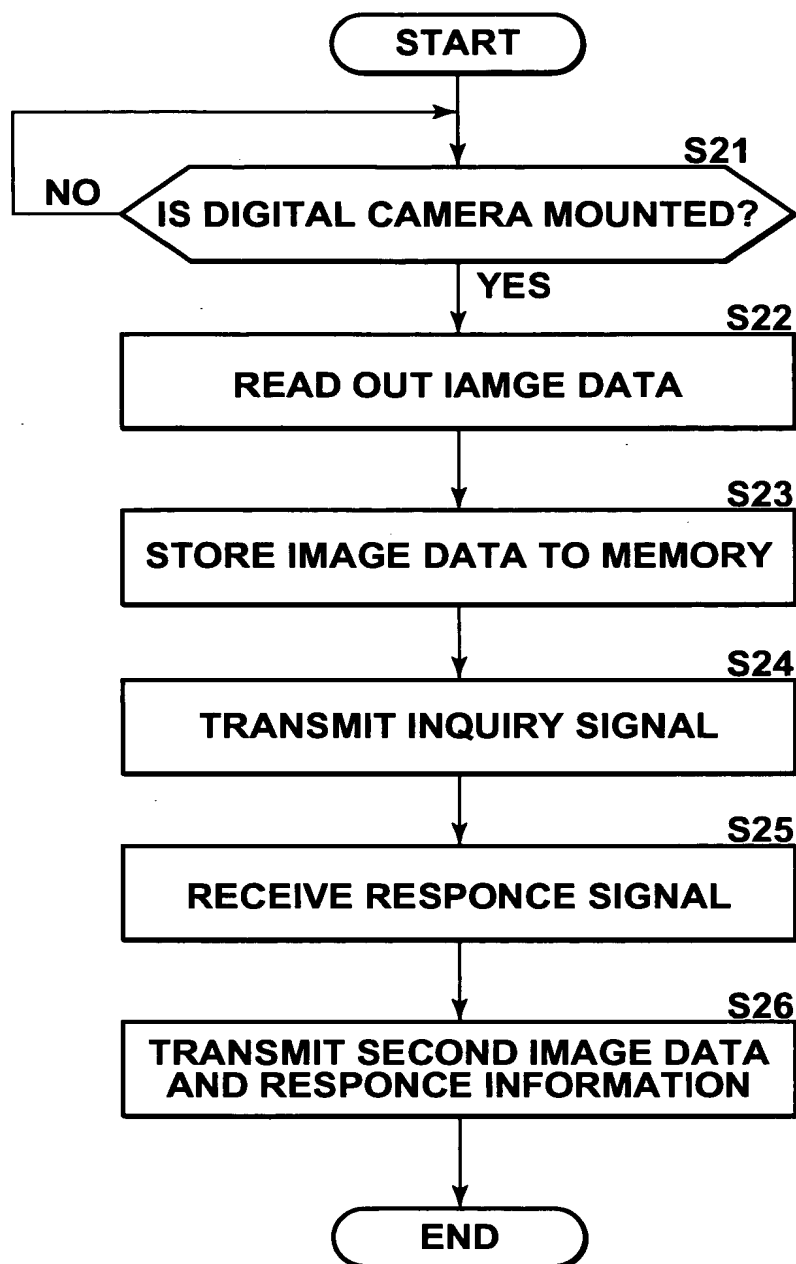 START
S21
NO
IS DIGITAL CAMERA MOUNTED?
YES
S22
READ OUT IAMGE DATA
S23
STORE IMAGE DATA TO MEMORY
S24
TRANSMIT INQUIRY SIGNAL
S25
RECEIVE RESPONCE SIGNAL
S26
TRANSMIT SECOND IMAGE DATA
AND RESPONCE INFORMATION
END